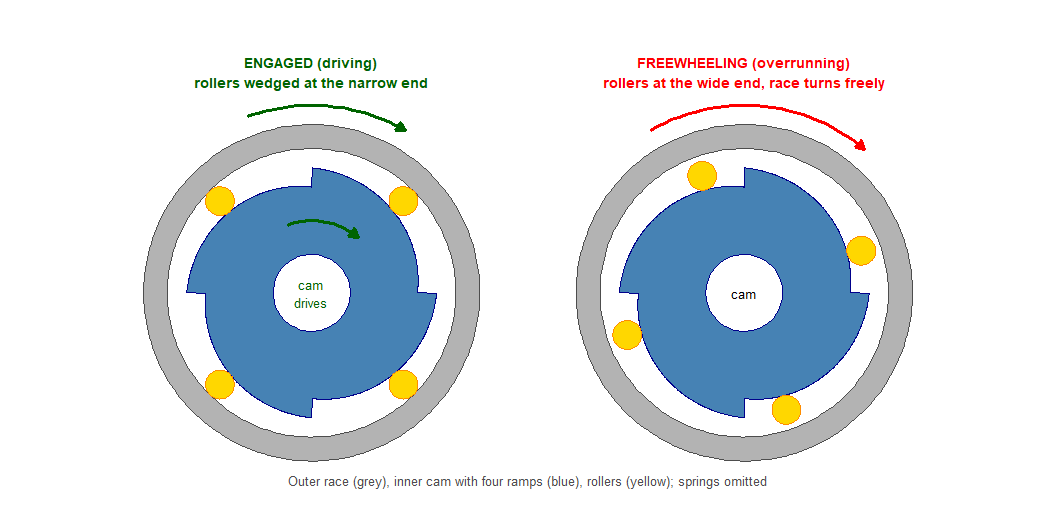 ENGAGED (driving)
rollers wedged at the narrow end
FREEWHEELING (overrunning)
rollers at the wide end, race turns freely
cam
drives
cam
Outer race (grey), inner cam with four ramps (blue), rollers (yellow); springs omitted